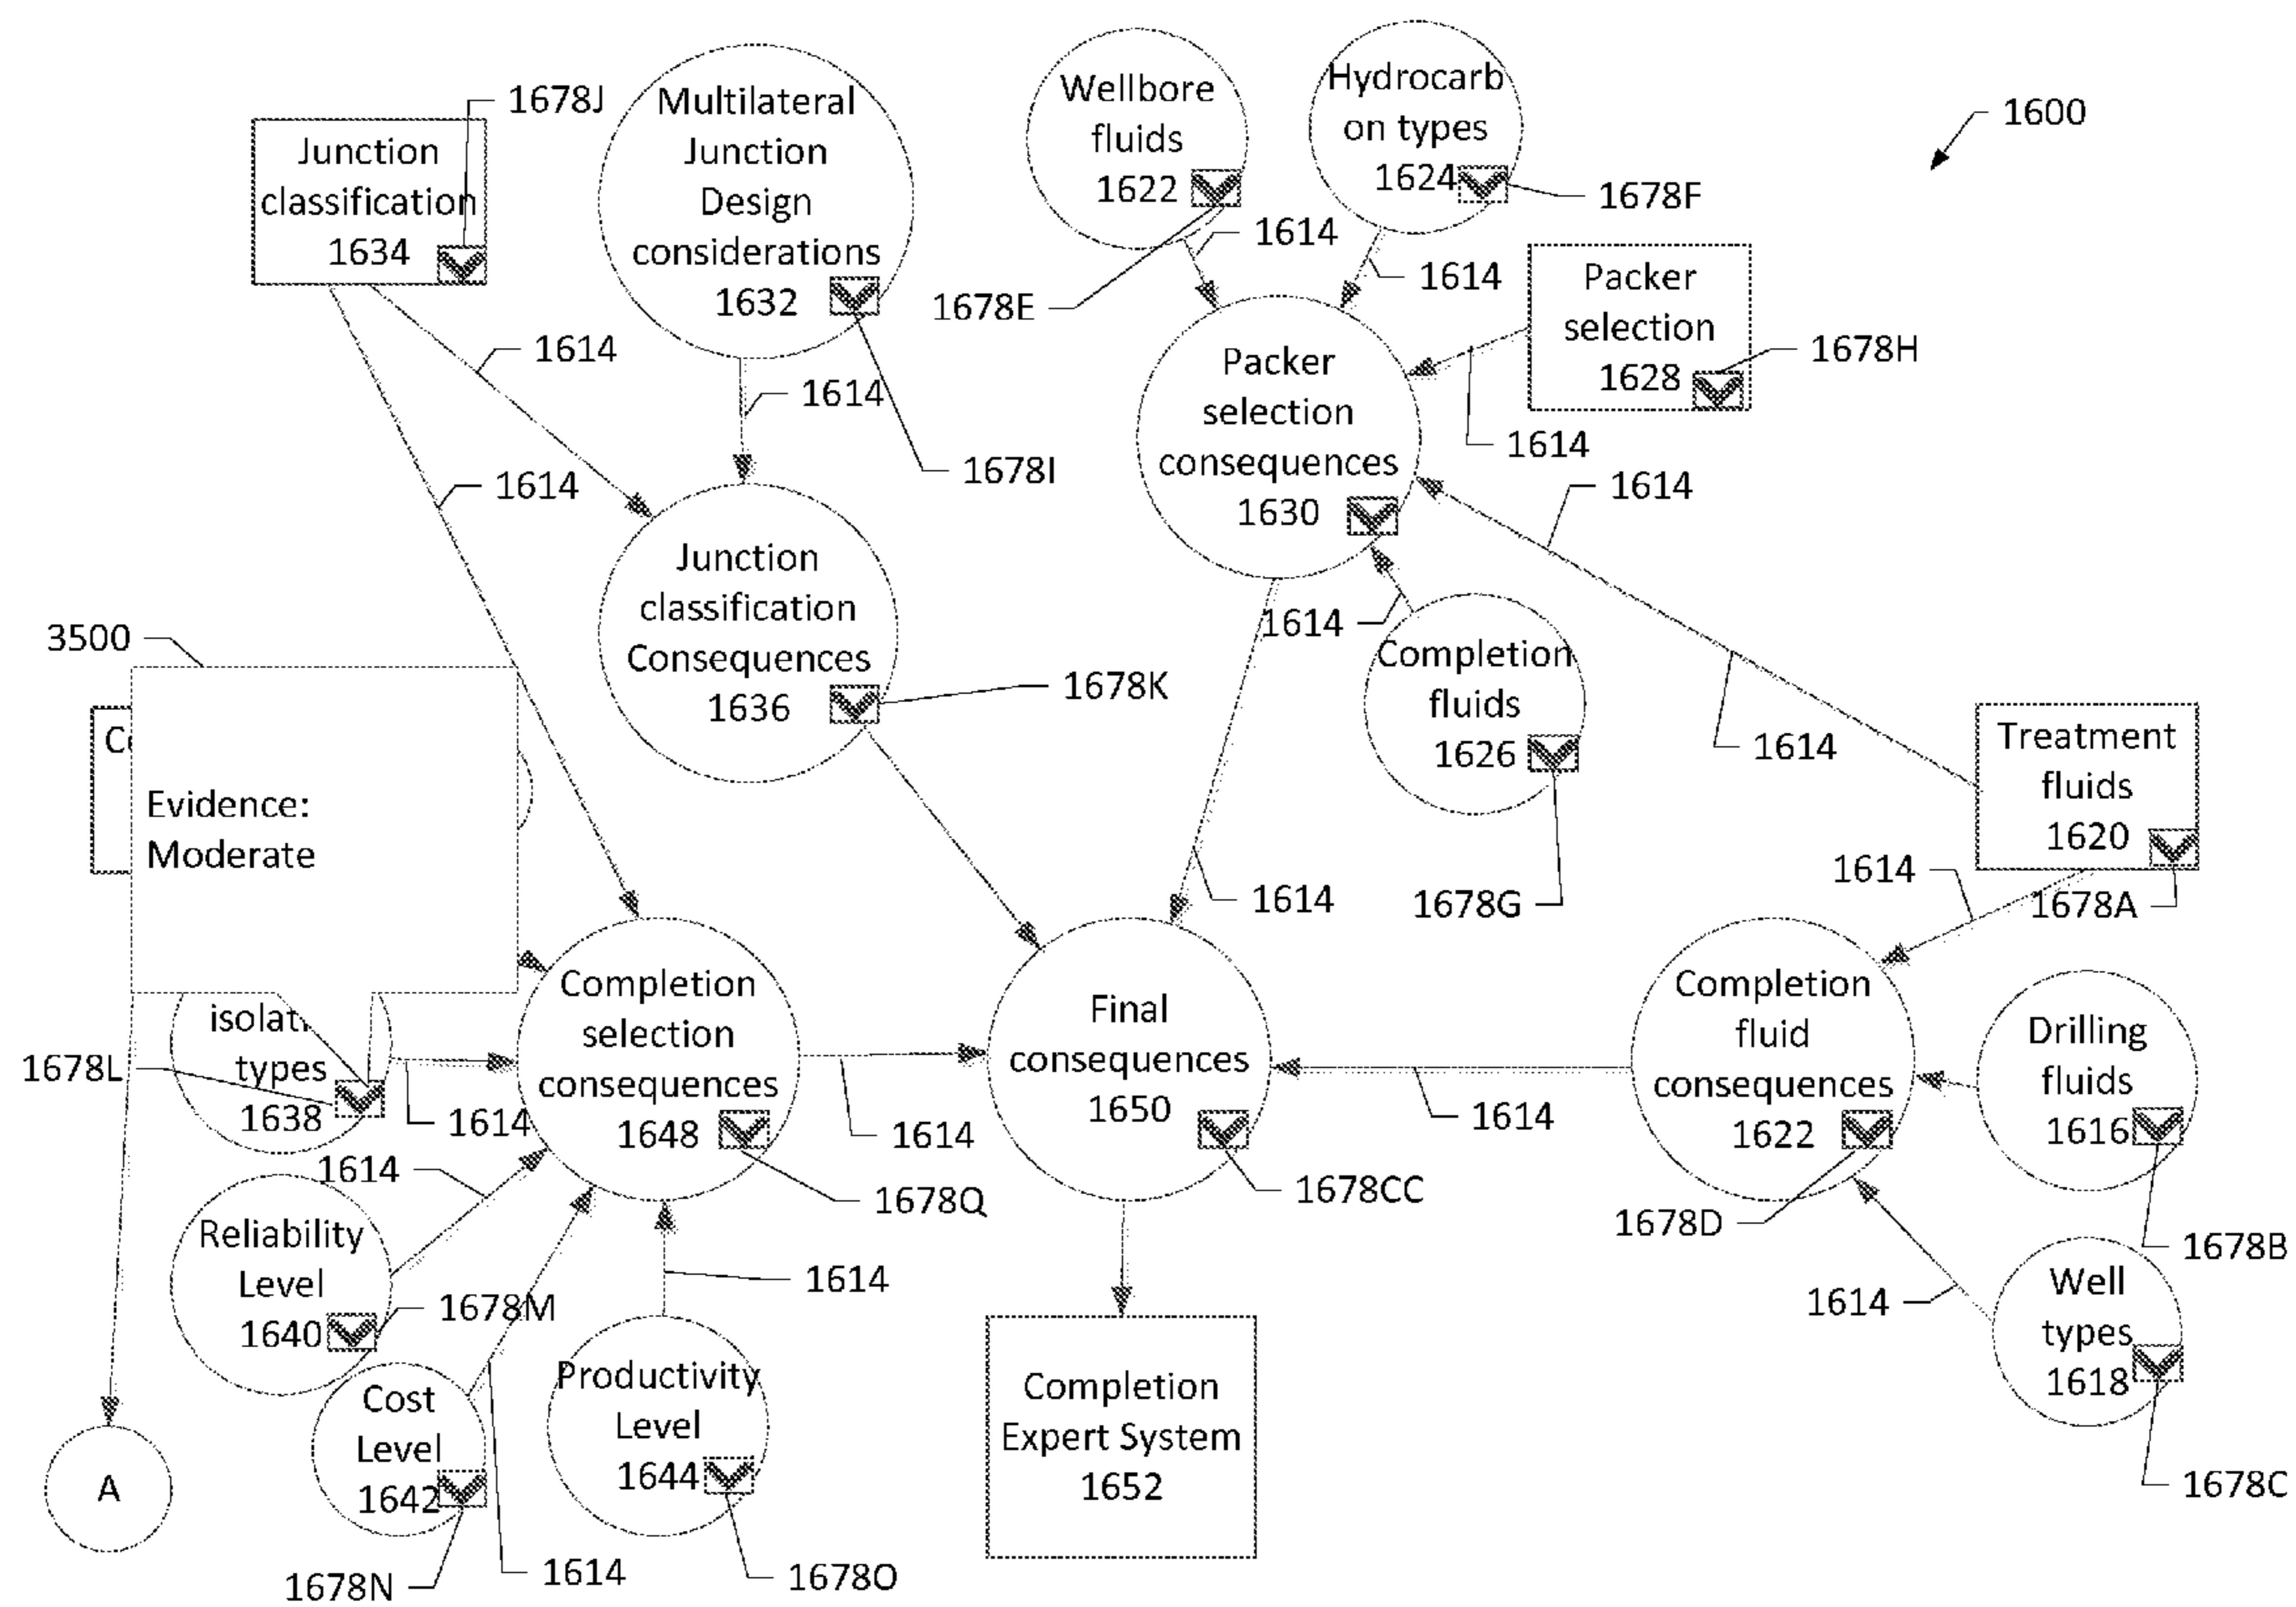 1600
1678J
Junction
classification
1634
Multilateral
Junction
Design
considerations
1632
Wellbore
fluids
1622
Hydrocarb
on types
1624
1678F
1614
1614
1678E
Packer
selection
1628
1678H
1614
1614
1614
1678I
Packer
selection
consequences
1630
1614
1614
1614
Junction
classification
Consequences
1636
1678K
1614
Completion
fluids
1626
1678G
1614
Treatment
fluids
1620
1678A
1614
3500
Evidence:
Moderate
1614
types
1638
1678L
1614
Completion
selection
consequences
1648
1678Q
1614
Final
consequences
1650
1678CC
1614
Completion
fluid
consequences
1622
1678D
Drilling
fluids
1616
1678B
1614
Reliability
Level
1640
1678M
1614
1614
Well
types
1618
1678C
Cost
Level
1642
1678N
1614
Productivity
Level
1644
1678O
Completion
Expert System
1652
A